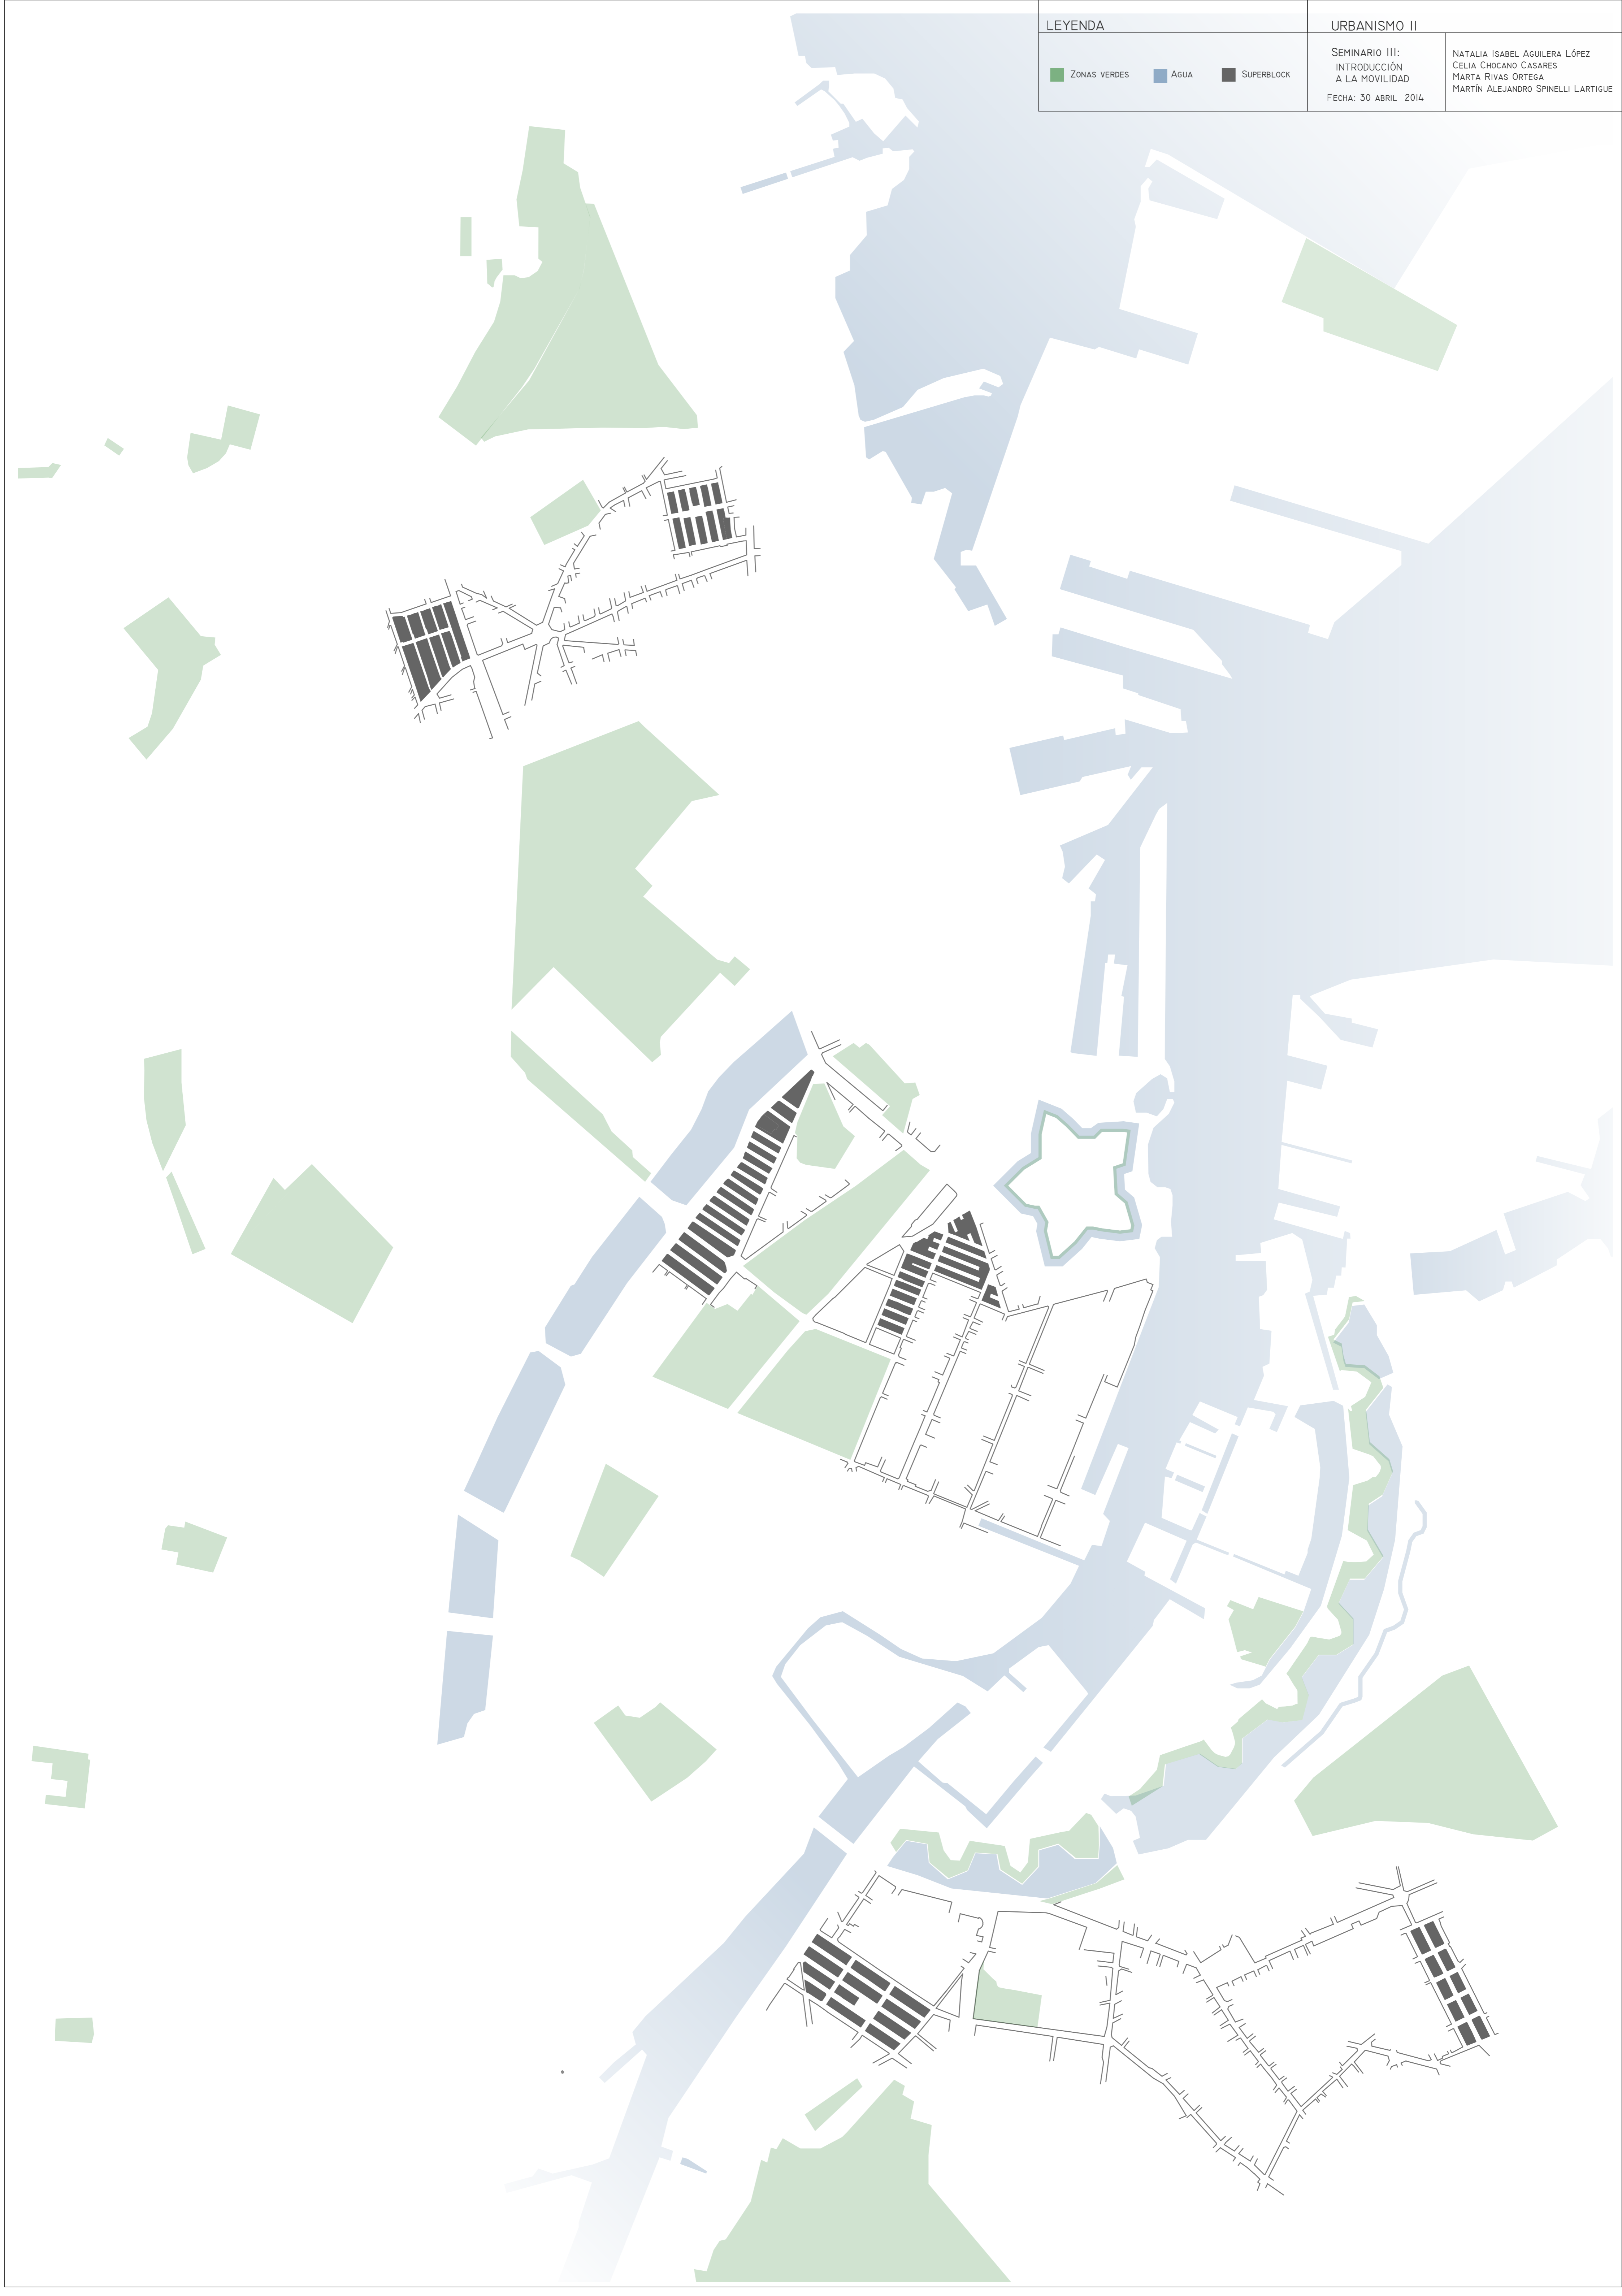 LEYENDA
ZONAS VERDES
AGUA
SUPERBLOCK
URBANISMO II
SEMINARIO III:
INTRODUCCIÓN
A LA MOVILIDAD
FECHA: 30 ABRIL 2014
NATALIA ISABEL AGUILERA LÓPEZ
CELIA CHOCANO CASARES
MARTA RIVAS ORTEGA
MARTÍN ALEJANDRO SPINELLI LARTIGUE